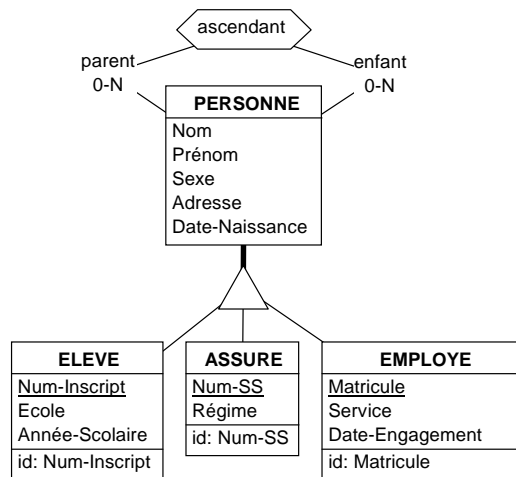 ascendant
parent
enfant
0-N
0-N
PERSONNE
Nom
Prénom
Sexe
Adresse
Date-Naissance
ELEVE
Num-Inscript
Ecole
Année-Scolaire
id: Num-Inscript
ASSURE
Num-SS
Régime
id: Num-SS
EMPLOYE
Matricule
Service
Date-Engagement
id: Matricule